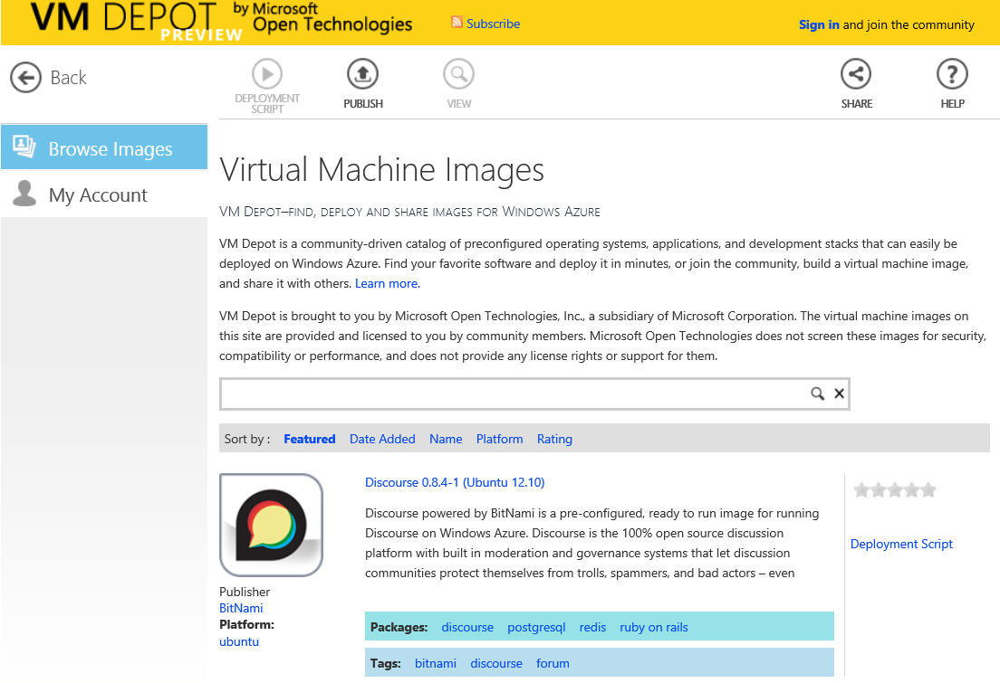 VM DEPOT by Microsoft
Open Technologies
PREVIEW
Subscribe
Sign in and join the community
Back
DEPLOYMENT
SCRIPT
PUBLISH
VIEW
SHARE
HELP
Browse Images
My Account
Virtual Machine Images
VM Depot–find, deploy and share images for Windows Azure
VM Depot is a community-driven catalog of preconfigured operating systems, applications, and development stacks that can easily be
deployed on Windows Azure. Find your favorite software and deploy it in minutes, or join the community, build a virtual machine image,
and share it with others. Learn more.
VM Depot is brought to you by Microsoft Open Technologies, Inc., a subsidiary of Microsoft Corporation. The virtual machine images on
this site are provided and licensed to you by community members. Microsoft Open Technologies does not screen these images for security,
compatibility or performance, and does not provide any license rights or support for them.
Sort by : Featured Date Added Name Platform Rating
Discourse 0.8.4-1 (Ubuntu 12.10)
Discourse powered by BitNami is a pre-configured, ready to run image for running
Discourse on Windows Azure. Discourse is the 100% open source discussion
platform with built in moderation and governance systems that let discussion
communities protect themselves from trolls, spammers, and bad actors – even
Deployment Script
Publisher
BitNami
Platform:
ubuntu
Packages: discourse postgresql redis ruby on rails
Tags: bitnami discourse forum